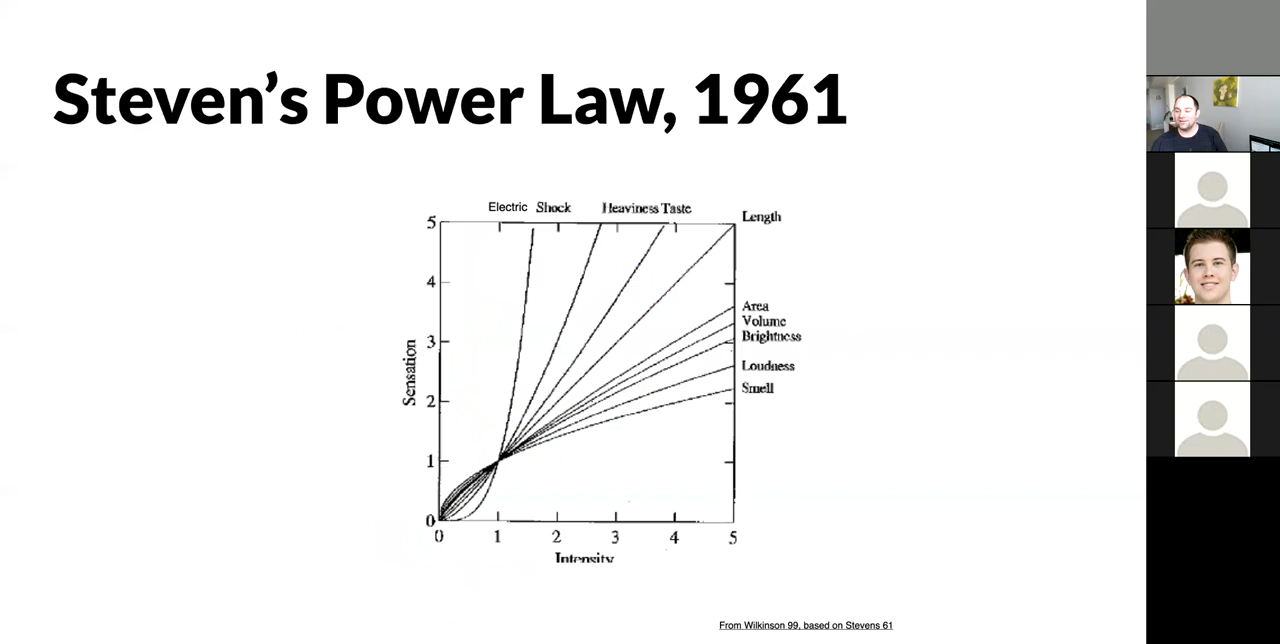 Steven’s Power Law, 1961
Electric Shock Heaviness Taste
Length
5
4
3
2
1
0
Sensation
Area
Volume
Brightness
Loudness
Smell
0 1 2 3 4 5
Intensity
From Wilkinson 99, based on Stevens 61